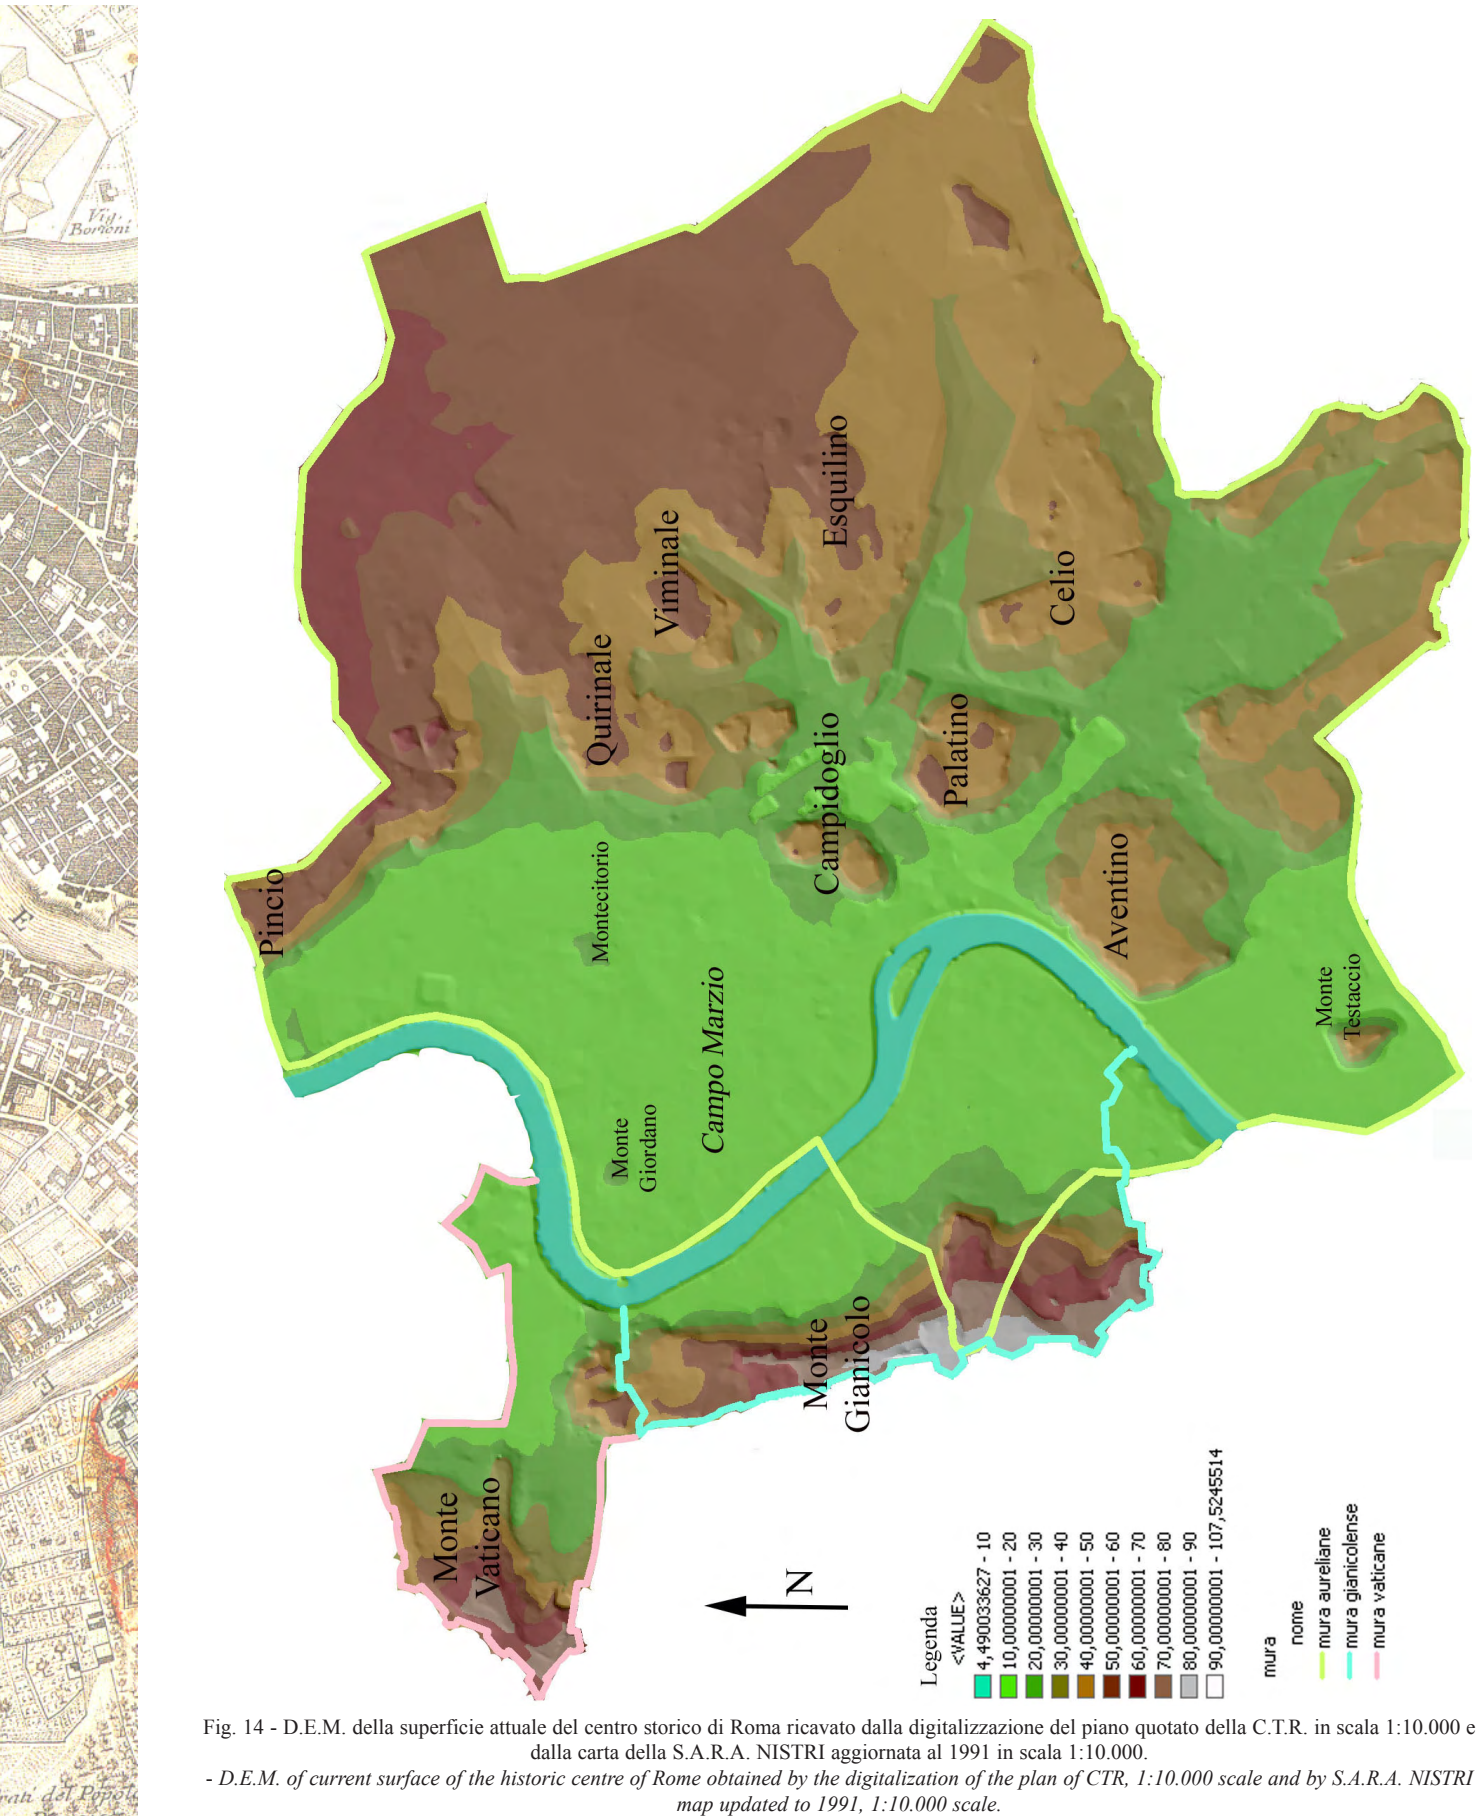 Vig.
Borioni
E
Pincio
Quirinale
Viminale
Esquilino
Montecitorio
Campidoglio
Palatino
Celio
Campo Marzio
Aventino
Monte
Giordano
Monte
Testaccio
Monte
Gianicolo
Monte
Vaticano
N
Legenda
<VALUE>
4,490033627 - 10
10,00000001 - 20
20,00000001 - 30
30,00000001 - 40
40,00000001 - 50
50,00000001 - 60
60,00000001 - 70
70,00000001 - 80
80,00000001 - 90
90,00000001 - 107,5245514
mura
nome
mura aureliane
mura gianicolense
mura vaticane
Fig. 14 - D.E.M. della superficie attuale del centro storico di Roma ricavato dalla digitalizzazione del piano quotato della C.T.R. in scala 1:10.000 e
dalla carta della S.A.R.A. NISTRI aggiornata al 1991 in scala 1:10.000.
- D.E.M. of current surface of the historic centre of Rome obtained by the digitalization of the plan of CTR, 1:10.000 scale and by S.A.R.A. NISTRI
map updated to 1991, 1:10.000 scale.